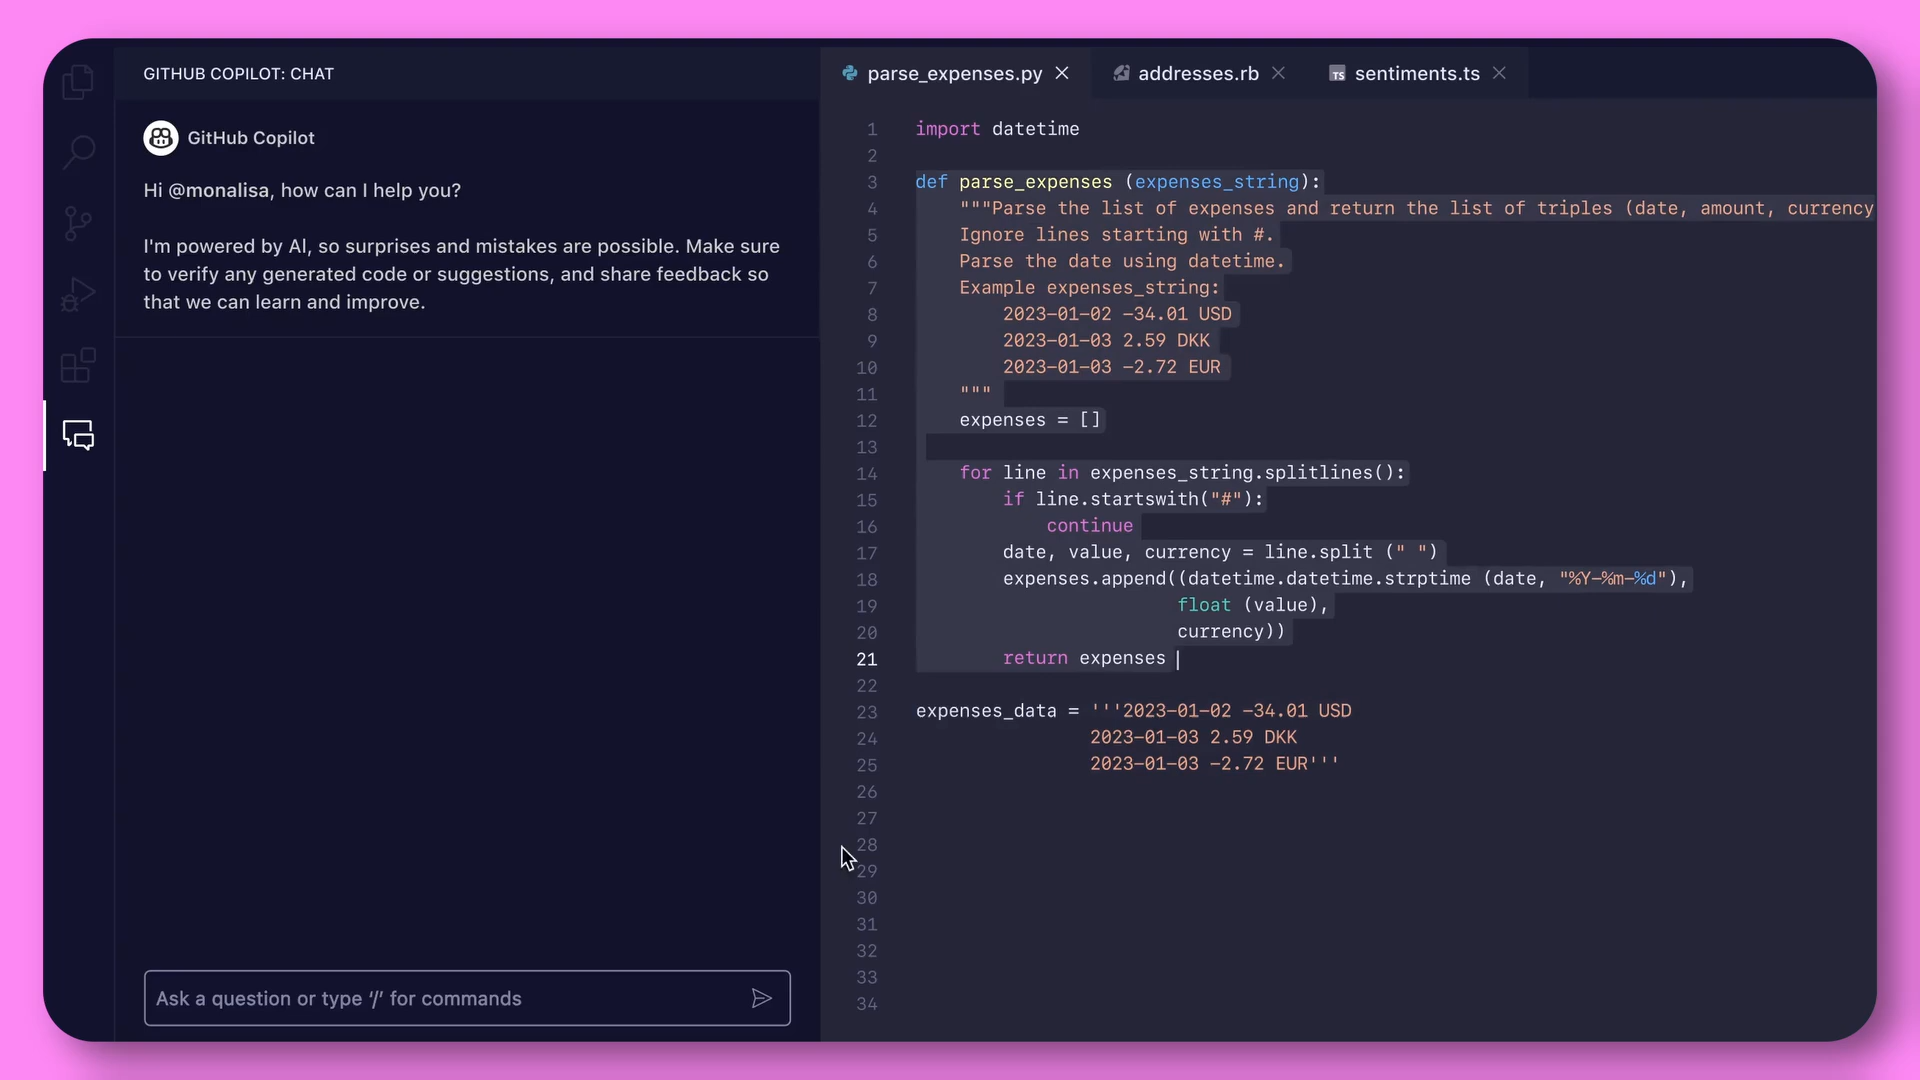 GITHUB COPILOT: CHAT
GitHub Copilot
Hi @monalisa, how can I help you?
I'm powered by AI, so surprises and mistakes are possible. Make sure
to verify any generated code or suggestions, and share feedback so
that we can learn and improve.
Ask a question or type ‘/’ for commands
parse_expenses.py
addresses.rb
TS sentiments.ts
1 import datetime
2
3 def parse_expenses (expenses_string):
4     """Parse the list of expenses and return the list of triples (date, amount, currency
5     Ignore lines starting with #.
6     Parse the date using datetime.
7     Example expenses_string:
8         2023-01-02 -34.01 USD
9         2023-01-03 2.59 DKK
10         2023-01-03 -2.72 EUR
11     """
12     expenses = []
13
14     for line in expenses_string.splitlines():
15         if line.startswith("#"):
16             continue
17         date, value, currency = line.split (" ")
18         expenses.append((datetime.datetime.strptime (date, "%Y-%m-%d"),
19                         float (value),
20                         currency))
21         return expenses
22
23 expenses_data = '''2023-01-02 -34.01 USD
24                 2023-01-03 2.59 DKK
25                 2023-01-03 -2.72 EUR'''
26
27
28
29
30
31
32
33
34